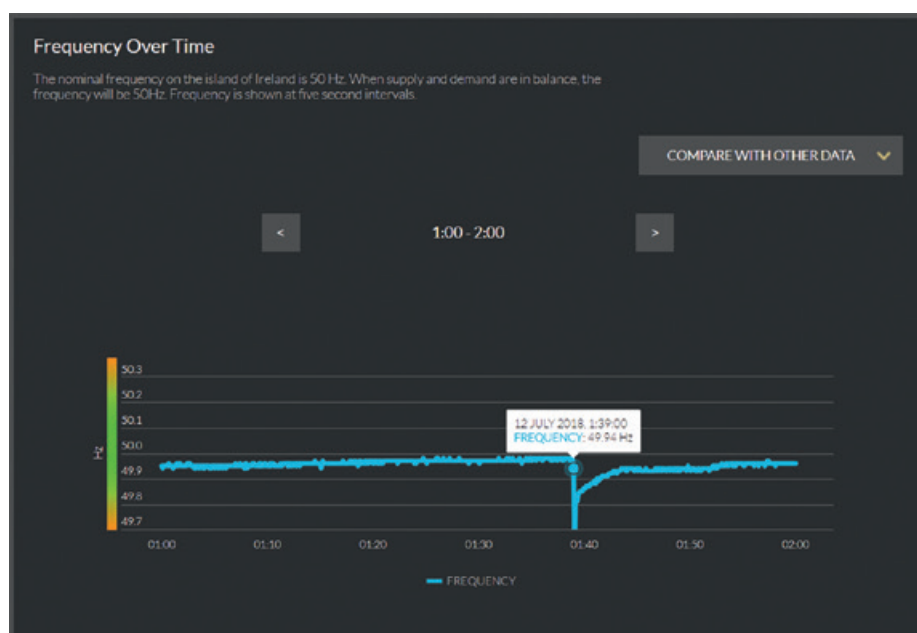 Frequency Over Time
The nominal frequency on the island of Ireland is 50 Hz. When supply and demand are in balance, the
frequency will be 50Hz. Frequency is shown at five second intervals.
COMPARE WITH OTHER DATA
< 1:00 - 2:00 >
50.3
50.2
50.1
12 JULY 2018, 1:39:00
FREQUENCY: 49.94 Hz
50.0
Hz
49.9
49.8
49.7
01:00 01:10 01:20 01:30 01:40 01:50 02:00
FREQUENCY